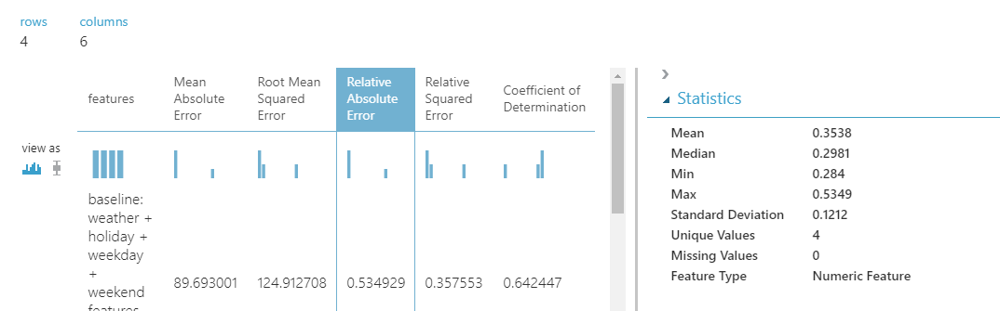 rows columns
4 6
features
Mean
Absolute
Error
Root Mean
Squared
Error
Relative
Absolute
Error
Relative
Squared
Error
Coefficient of
Determination
view as
baseline:
weather +
holiday +
weekday
+
weekend
features
89.693001 124.912708 0.534929 0.357553 0.642447
Statistics
Mean 0.3538
Median 0.2981
Min 0.284
Max 0.5349
Standard Deviation 0.1212
Unique Values 4
Missing Values 0
Feature Type Numeric Feature